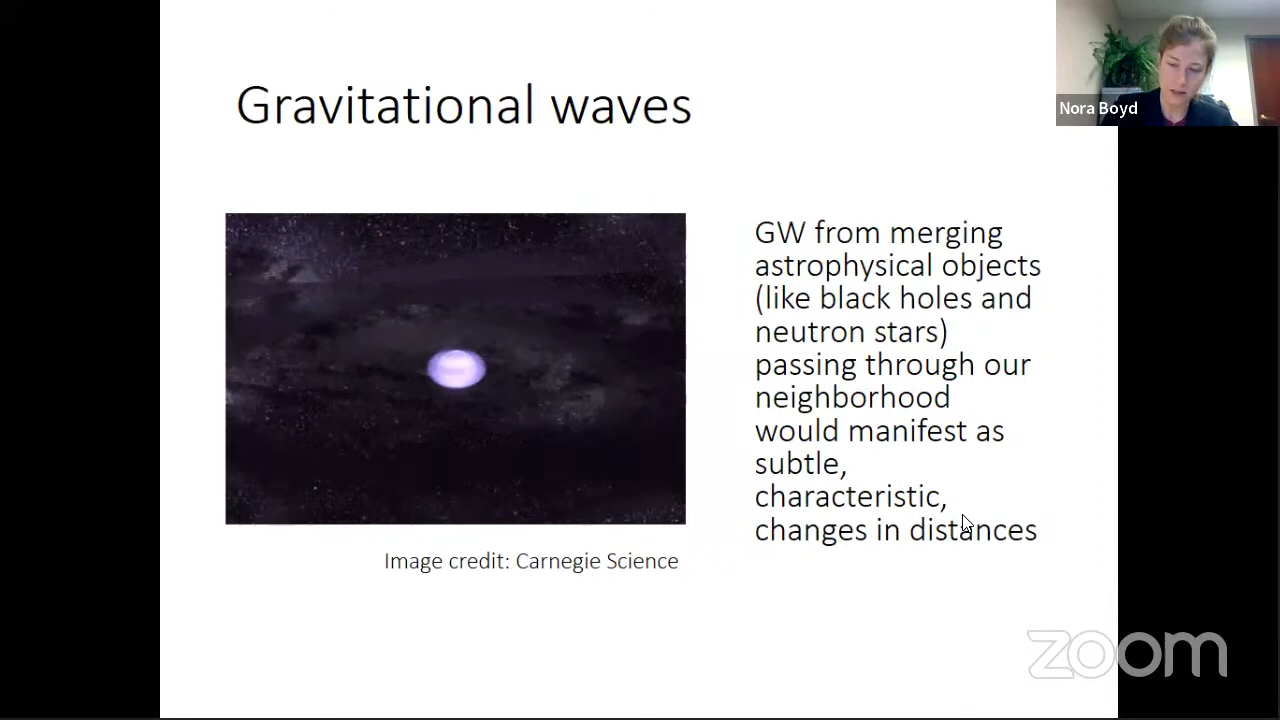 Gravitational waves
Nora Boyd
GW from merging
astrophysical objects
(like black holes and
neutron stars)
passing through our
neighborhood
would manifest as
subtle,
characteristic,
changes in distances
Image credit: Carnegie Science
zoom